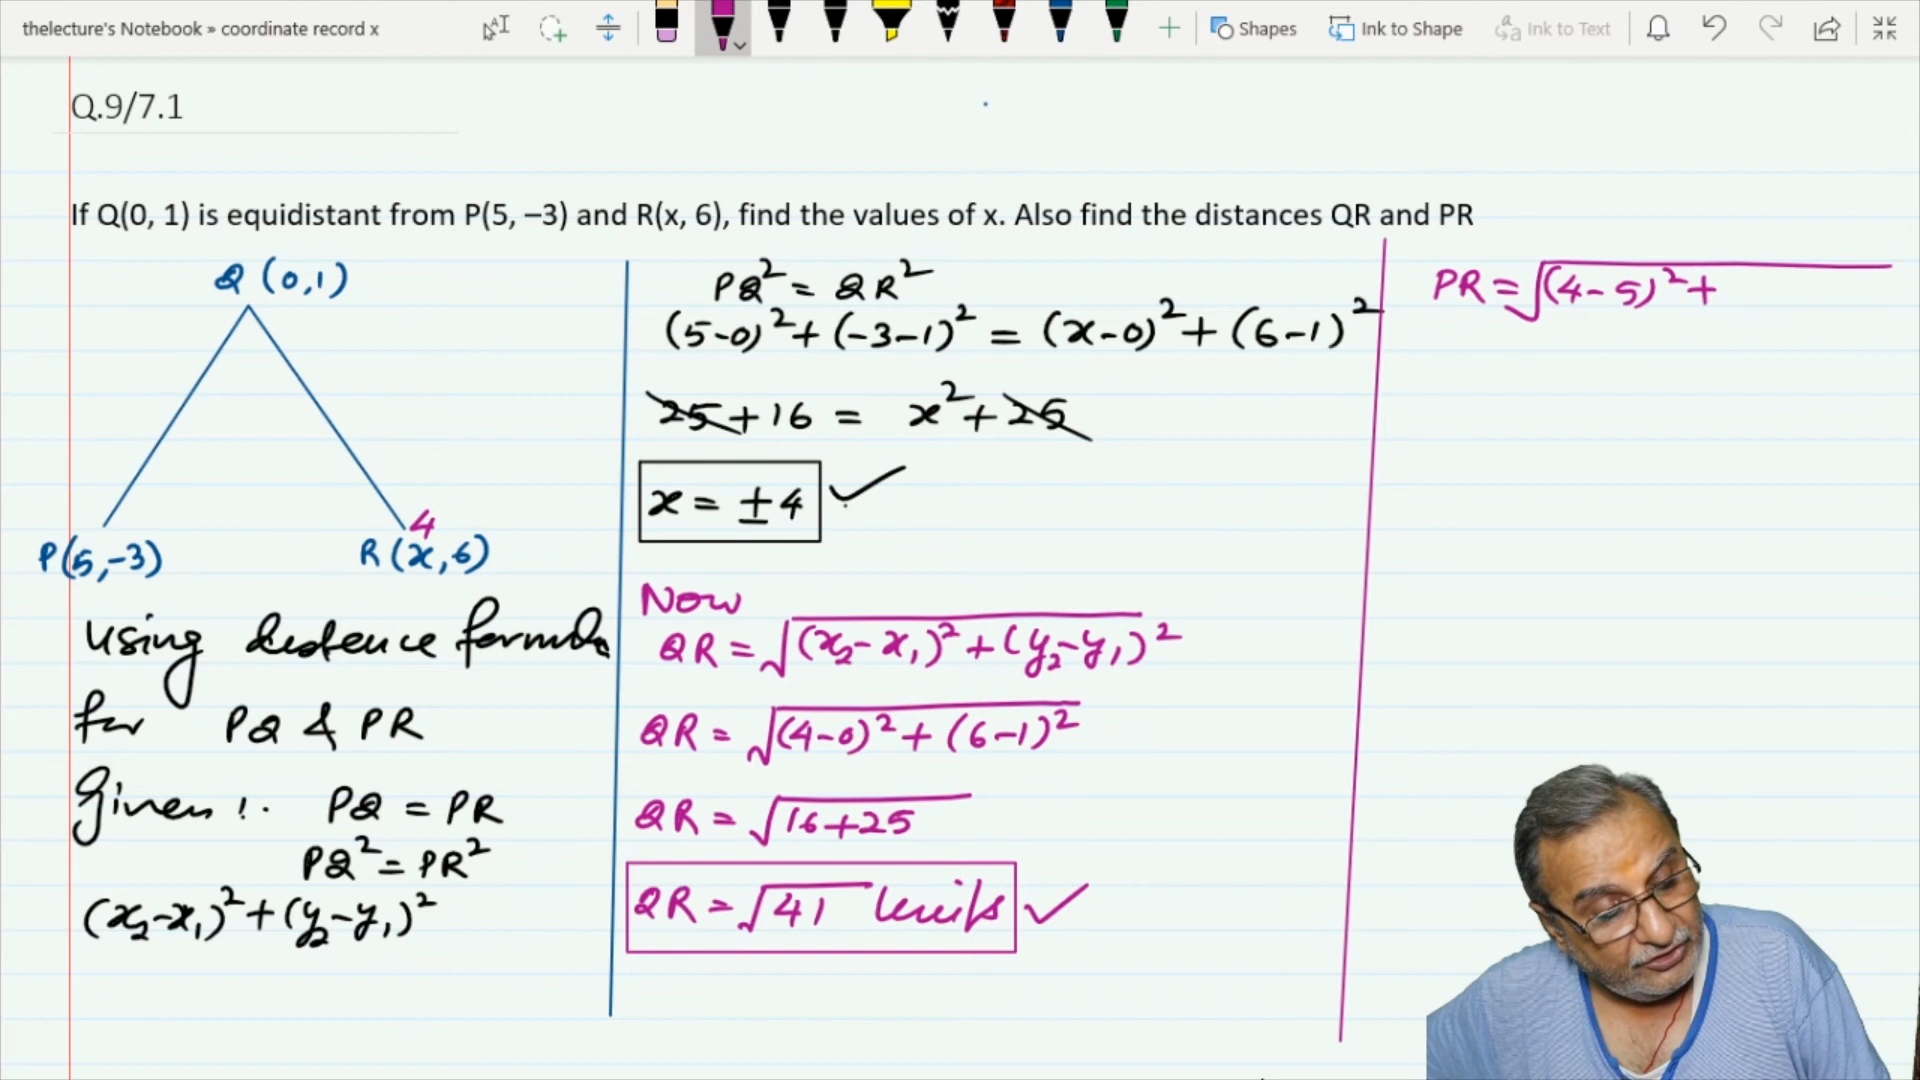 thelecture's Notebook » coordinate record x
Shapes
Ink to Shape
Ink to Text
Q.9/7.1
If Q(0, 1) is equidistant from P(5, –3) and R(x, 6), find the values of x. Also find the distances QR and PR
Q (0,1)
4
P(5,-3)
R(x,6)
using distence formula
for PQ & PR
Given :. PQ = PR
PQ² = PR²
(x₂-x₁)²+(y₂-y₁)²
PQ² = QR²
(5-0)²+(-3-1)² = (x-0)²+(6-1)²
25+16 = x²+25
x = ±4
Now
QR = √(x₂-x₁)²+(y₂-y₁)²
QR = √(4-0)²+(6-1)²
QR = √16+25
QR = √41 Units
PR = √(4-5)²+